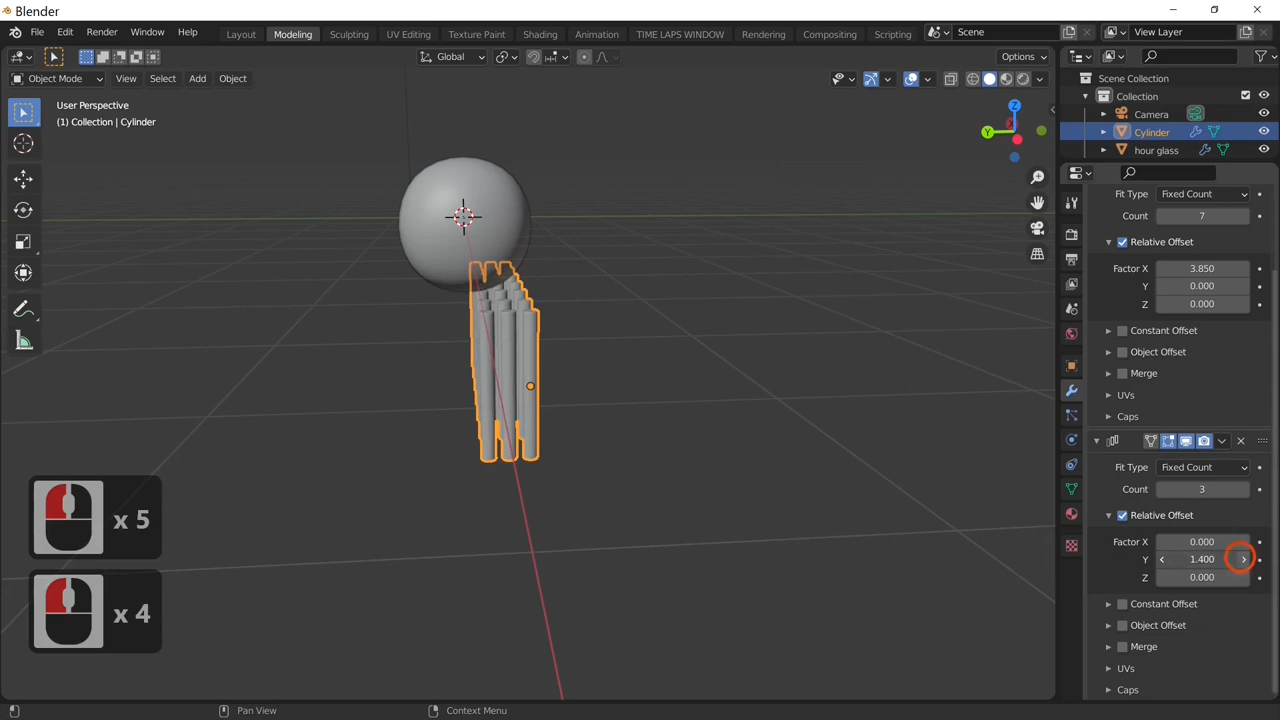 Blender
File Edit Render Window Help
Layout Modeling Sculpting UV Editing Texture Paint Shading Animation TIME LAPS WINDOW Rendering Compositing Scripting
Scene
View Layer
Global
Options
Object Mode View Select Add Object
User Perspective
(1) Collection | Cylinder
Z
Y
X
Scene Collection
Collection
Camera
Cylinder
hour glass
Fit Type Fixed Count
Count 7
Relative Offset
Factor X 3.850
Y 0.000
Z 0.000
Constant Offset
Object Offset
Merge
UVs
Caps
Fit Type Fixed Count
Count 3
Relative Offset
Factor X 0.000
Y 1.400
Z 0.000
Constant Offset
Object Offset
Merge
UVs
Caps
x 5
x 4
Pan View
Context Menu